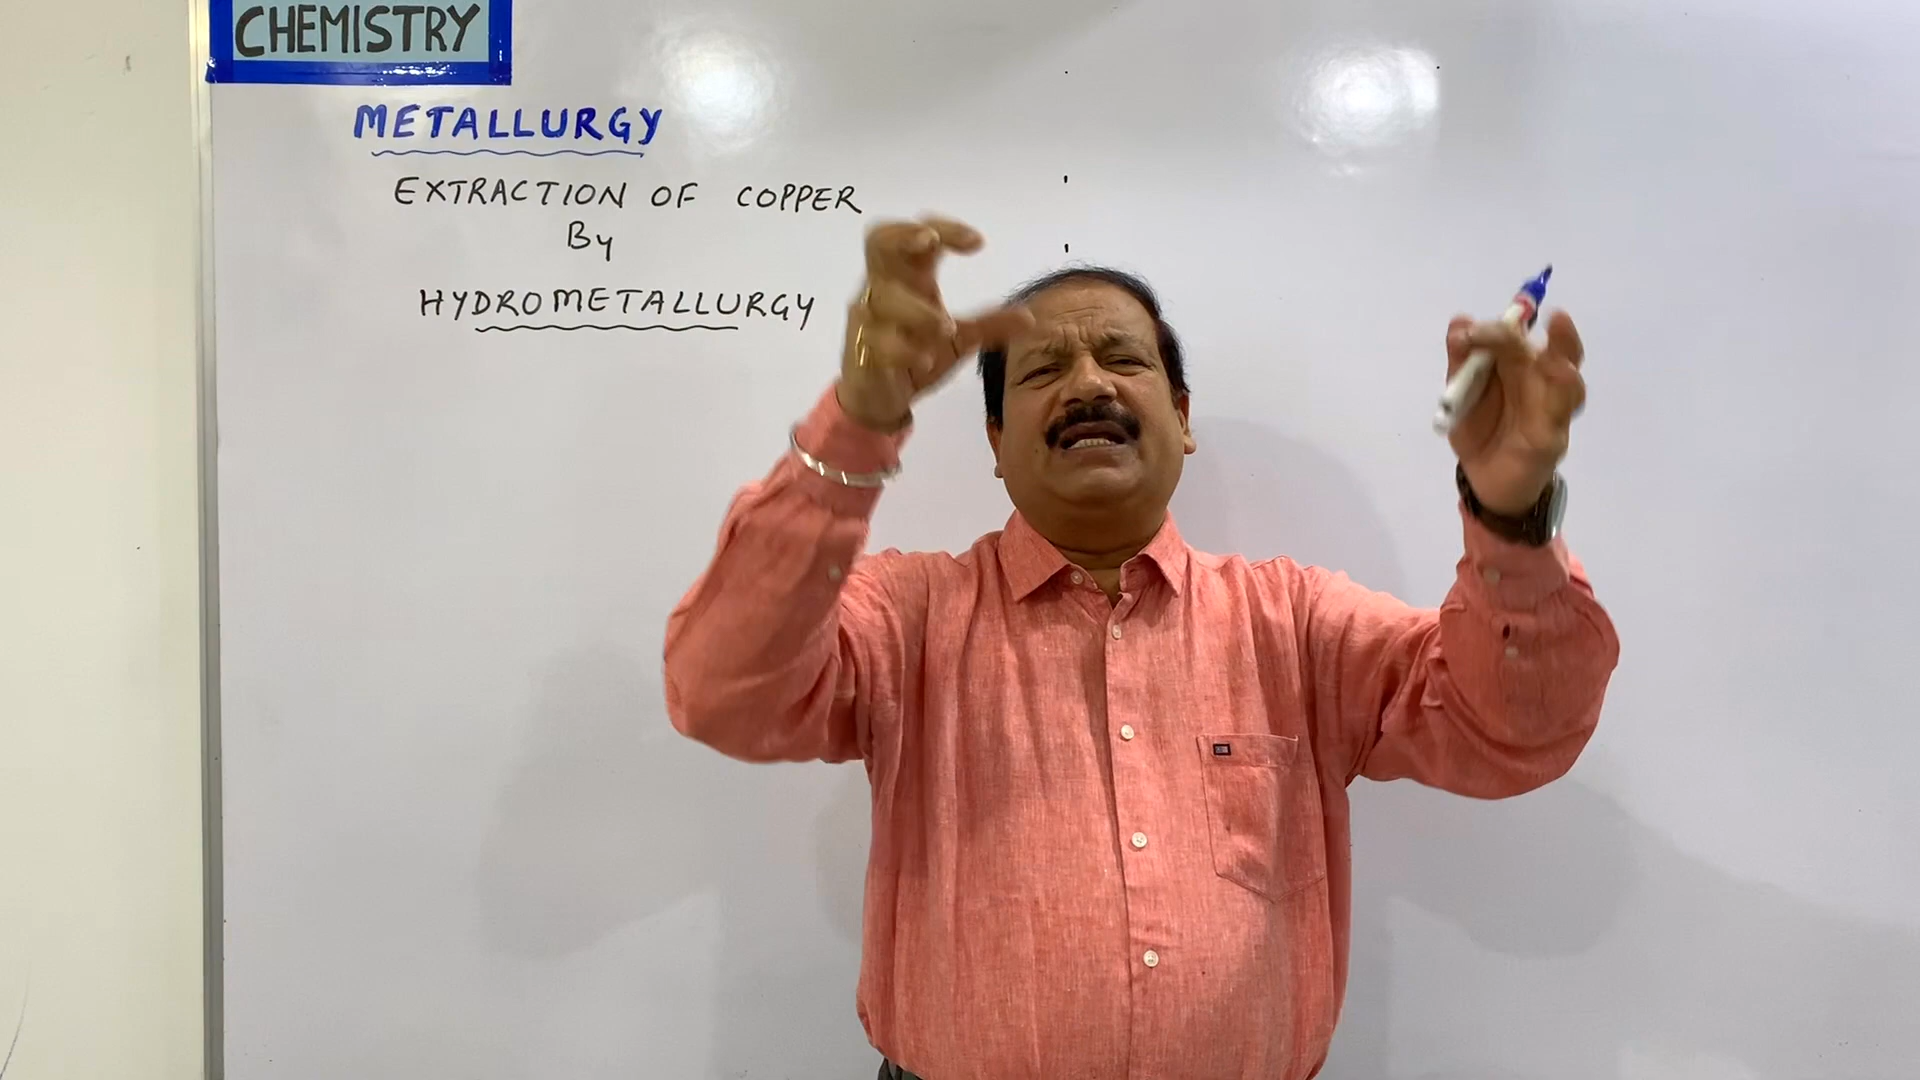 CHEMISTRY
METALLURGY
EXTRACTION OF COPPER
By
HYDROMETALLURGY